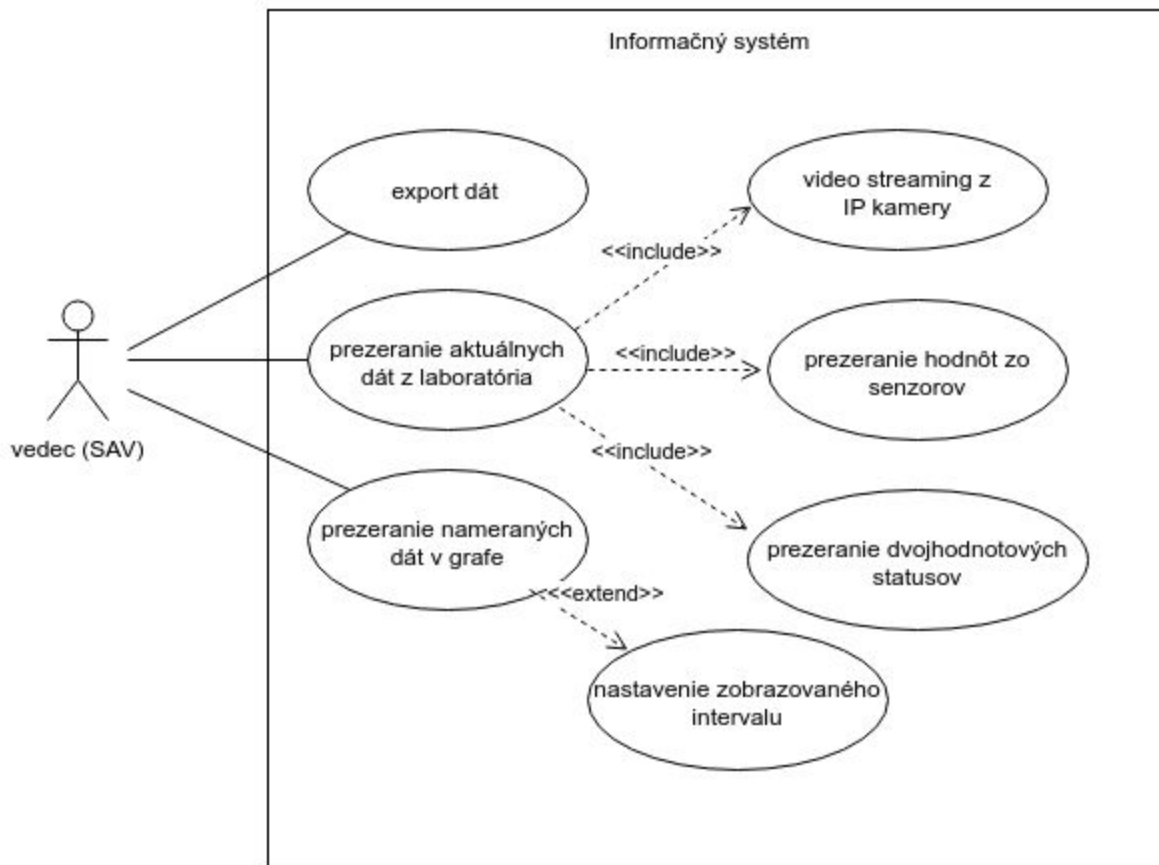 Informačný systém
export dát
video streaming z
IP kamery
<<include>>
prezeranie aktuálnych
dát z laboratória
<<include>>
prezeranie hodnôt zo
senzorov
vedec (SAV)
<<include>>
prezeranie nameraných
dát v grafe
prezeranie dvojhodnotových
statusov
<<extend>>
nastavenie zobrazovaného
intervalu